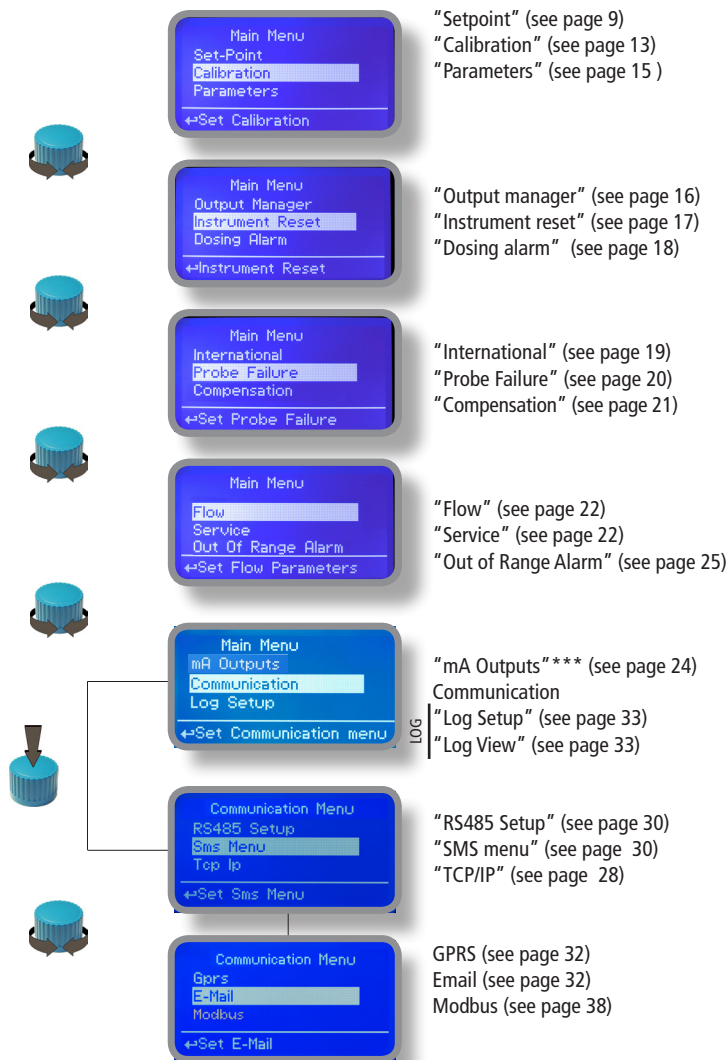 Main Menu
Set-Point
Calibration
Parameters
↩Set Calibration
"Setpoint" (see page 9)
"Calibration" (see page 13)
"Parameters" (see page 15 )
Main Menu
Output Manager
Instrument Reset
Dosing Alarm
↩Instrument Reset
"Output manager" (see page 16)
"Instrument reset" (see page 17)
"Dosing alarm" (see page 18)
Main Menu
International
Probe Failure
Compensation
↩Set Probe Failure
"International" (see page 19)
"Probe Failure" (see page 20)
"Compensation" (see page 21)
Main Menu
Flow
Service
Out Of Range Alarm
↩Set Flow Parameters
"Flow" (see page 22)
"Service" (see page 22)
"Out of Range Alarm" (see page 25)
Main Menu
mA Outputs
Communication
Log Setup
↩Set Communication menu
"mA Outputs"*** (see page 24)
Communication
LOG
"Log Setup" (see page 33)
"Log View" (see page 33)
Communication Menu
RS485 Setup
Sms Menu
Tcp Ip
↩Set Sms Menu
"RS485 Setup" (see page 30)
"SMS menu" (see page 30)
"TCP/IP" (see page 28)
Communication Menu
Gprs
E-Mail
Modbus
↩Set E-Mail
GPRS (see page 32)
Email (see page 32)
Modbus (see page 38)